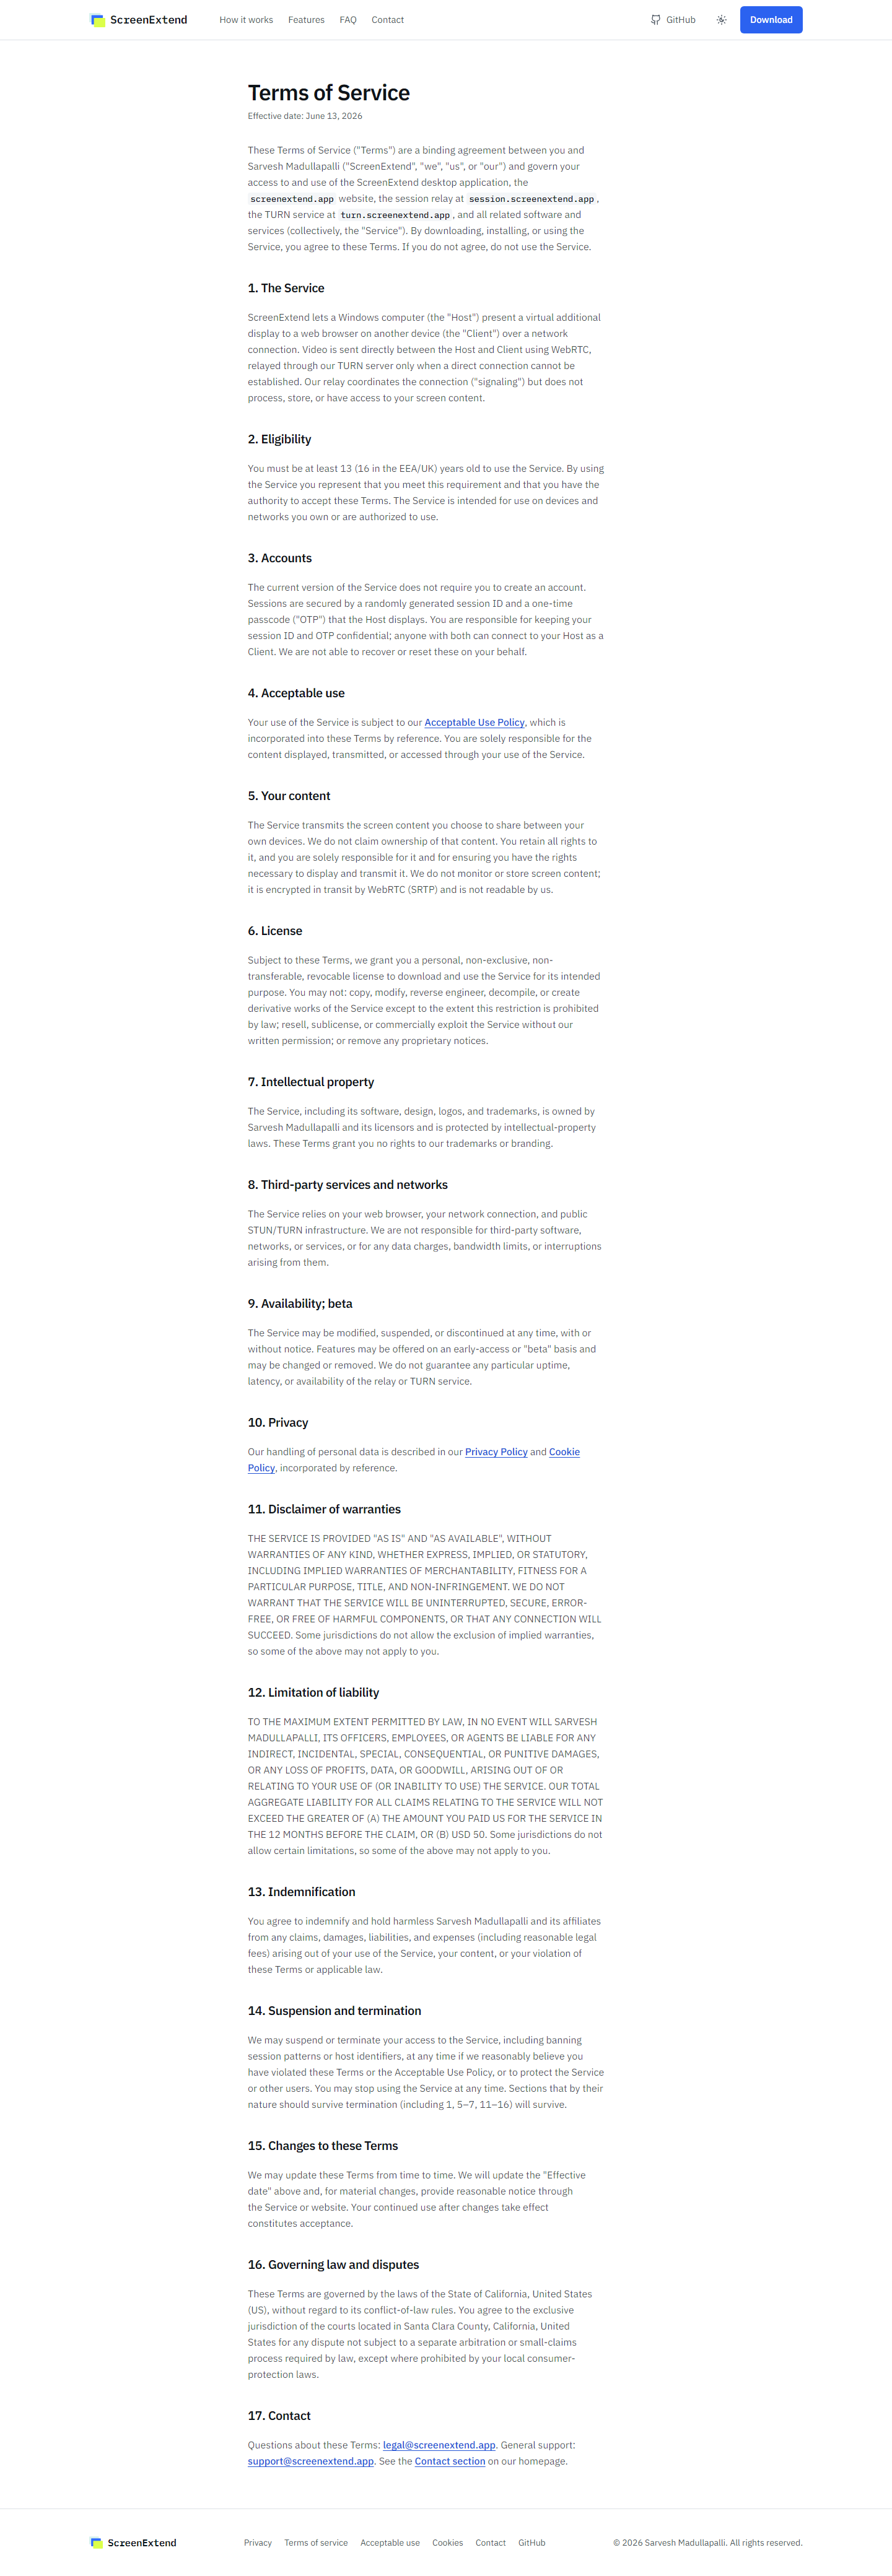 ScreenExtend
How it works
Features
FAQ
Contact
GitHub
Download
Terms of Service
Effective date: June 13, 2026
These Terms of Service ("Terms") are a binding agreement between you and
Sarvesh Madullapalli ("ScreenExtend", "we", "us", or "our") and govern your
access to and use of the ScreenExtend desktop application, the
screenextend.app website, the session relay at session.screenextend.app,
the TURN service at turn.screenextend.app, and all related software and
services (collectively, the "Service"). By downloading, installing, or using the
Service, you agree to these Terms. If you do not agree, do not use the Service.
1. The Service
ScreenExtend lets a Windows computer (the "Host") present a virtual additional
display to a web browser on another device (the "Client") over a network
connection. Video is sent directly between the Host and Client using WebRTC,
relayed through our TURN server only when a direct connection cannot be
established. Our relay coordinates the connection ("signaling") but does not
process, store, or have access to your screen content.
2. Eligibility
You must be at least 13 (16 in the EEA/UK) years old to use the Service. By using
the Service you represent that you meet this requirement and that you have the
authority to accept these Terms. The Service is intended for use on devices and
networks you own or are authorized to use.
3. Accounts
The current version of the Service does not require you to create an account.
Sessions are secured by a randomly generated session ID and a one-time
passcode ("OTP") that the Host displays. You are responsible for keeping your
session ID and OTP confidential; anyone with both can connect to your Host as a
Client. We are not able to recover or reset these on your behalf.
4. Acceptable use
Your use of the Service is subject to our Acceptable Use Policy, which is
incorporated into these Terms by reference. You are solely responsible for the
content displayed, transmitted, or accessed through your use of the Service.
5. Your content
The Service transmits the screen content you choose to share between your
own devices. We do not claim ownership of that content. You retain all rights to
it, and you are solely responsible for it and for ensuring you have the rights
necessary to display and transmit it. We do not monitor or store screen content;
it is encrypted in transit by WebRTC (SRTP) and is not readable by us.
6. License
Subject to these Terms, we grant you a personal, non-exclusive, non-
transferable, revocable license to download and use the Service for its intended
purpose. You may not: copy, modify, reverse engineer, decompile, or create
derivative works of the Service except to the extent this restriction is prohibited
by law; resell, sublicense, or commercially exploit the Service without our
written permission; or remove any proprietary notices.
7. Intellectual property
The Service, including its software, design, logos, and trademarks, is owned by
Sarvesh Madullapalli and its licensors and is protected by intellectual-property
laws. These Terms grant you no rights to our trademarks or branding.
8. Third-party services and networks
The Service relies on your web browser, your network connection, and public
STUN/TURN infrastructure. We are not responsible for third-party software,
networks, or services, or for any data charges, bandwidth limits, or interruptions
arising from them.
9. Availability; beta
The Service may be modified, suspended, or discontinued at any time, with or
without notice. Features may be offered on an early-access or "beta" basis and
may be changed or removed. We do not guarantee any particular uptime,
latency, or availability of the relay or TURN service.
10. Privacy
Our handling of personal data is described in our Privacy Policy and Cookie
Policy, incorporated by reference.
11. Disclaimer of warranties
THE SERVICE IS PROVIDED "AS IS" AND "AS AVAILABLE", WITHOUT
WARRANTIES OF ANY KIND, WHETHER EXPRESS, IMPLIED, OR STATUTORY,
INCLUDING IMPLIED WARRANTIES OF MERCHANTABILITY, FITNESS FOR A
PARTICULAR PURPOSE, TITLE, AND NON-INFRINGEMENT. WE DO NOT
WARRANT THAT THE SERVICE WILL BE UNINTERRUPTED, SECURE, ERROR-
FREE, OR FREE OF HARMFUL COMPONENTS, OR THAT ANY CONNECTION WILL
SUCCEED. Some jurisdictions do not allow the exclusion of implied warranties,
so some of the above may not apply to you.
12. Limitation of liability
TO THE MAXIMUM EXTENT PERMITTED BY LAW, IN NO EVENT WILL SARVESH
MADULLAPALLI, ITS OFFICERS, EMPLOYEES, OR AGENTS BE LIABLE FOR ANY
INDIRECT, INCIDENTAL, SPECIAL, CONSEQUENTIAL, OR PUNITIVE DAMAGES,
OR ANY LOSS OF PROFITS, DATA, OR GOODWILL, ARISING OUT OF OR
RELATING TO YOUR USE OF (OR INABILITY TO USE) THE SERVICE. OUR TOTAL
AGGREGATE LIABILITY FOR ALL CLAIMS RELATING TO THE SERVICE WILL NOT
EXCEED THE GREATER OF (A) THE AMOUNT YOU PAID US FOR THE SERVICE IN
THE 12 MONTHS BEFORE THE CLAIM, OR (B) USD 50. Some jurisdictions do not
allow certain limitations, so some of the above may not apply to you.
13. Indemnification
You agree to indemnify and hold harmless Sarvesh Madullapalli and its affiliates
from any claims, damages, liabilities, and expenses (including reasonable legal
fees) arising out of your use of the Service, your content, or your violation of
these Terms or applicable law.
14. Suspension and termination
We may suspend or terminate your access to the Service, including banning
session patterns or host identifiers, at any time if we reasonably believe you
have violated these Terms or the Acceptable Use Policy, or to protect the Service
or other users. You may stop using the Service at any time. Sections that by their
nature should survive termination (including 1, 5–7, 11–16) will survive.
15. Changes to these Terms
We may update these Terms from time to time. We will update the "Effective
date" above and, for material changes, provide reasonable notice through
the Service or website. Your continued use after changes take effect
constitutes acceptance.
16. Governing law and disputes
These Terms are governed by the laws of the State of California, United States
(US), without regard to its conflict-of-law rules. You agree to the exclusive
jurisdiction of the courts located in Santa Clara County, California, United
States for any dispute not subject to a separate arbitration or small-claims
process required by law, except where prohibited by your local consumer-
protection laws.
17. Contact
Questions about these Terms: legal@screenextend.app. General support:
support@screenextend.app. See the Contact section on our homepage.
ScreenExtend
Privacy
Terms of service
Acceptable use
Cookies
Contact
GitHub
© 2026 Sarvesh Madullapalli. All rights reserved.